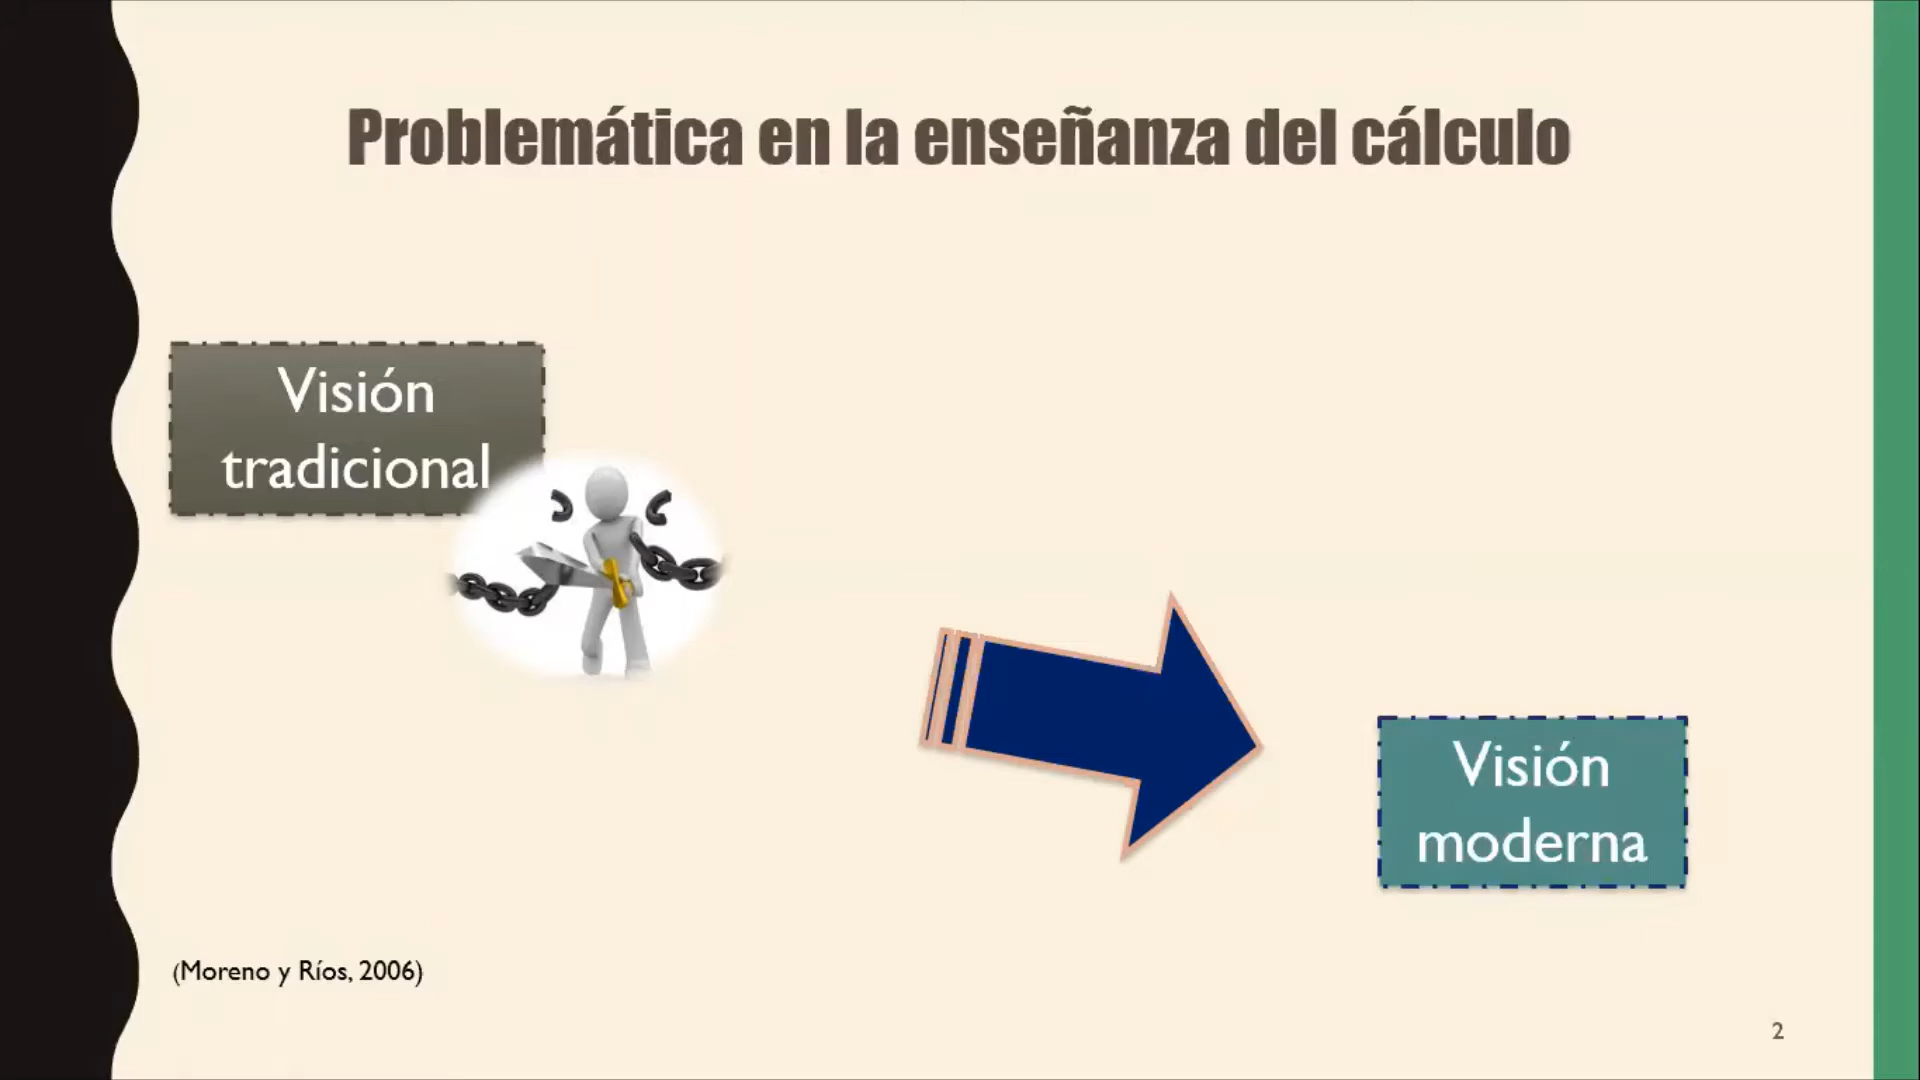 Problemática en la enseñanza del cálculo
Visión
tradicional
Visión
moderna
(Moreno y Ríos, 2006)
2